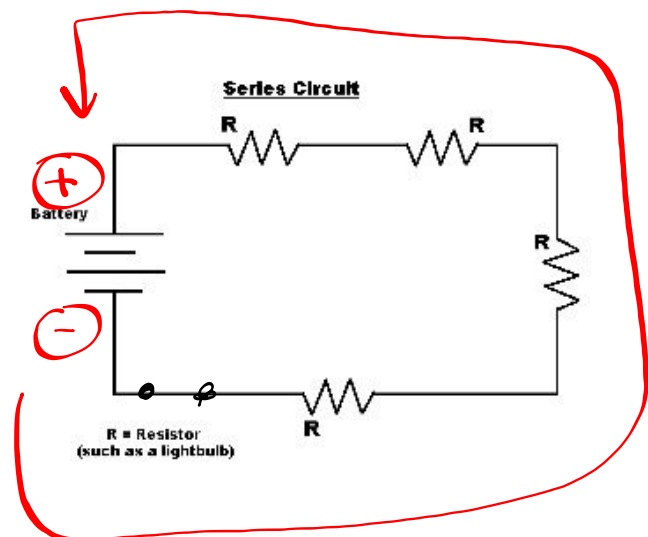 Series Circuit
R
R
+
Battery
R
-
R = Resistor
(such as a lightbulb)
R